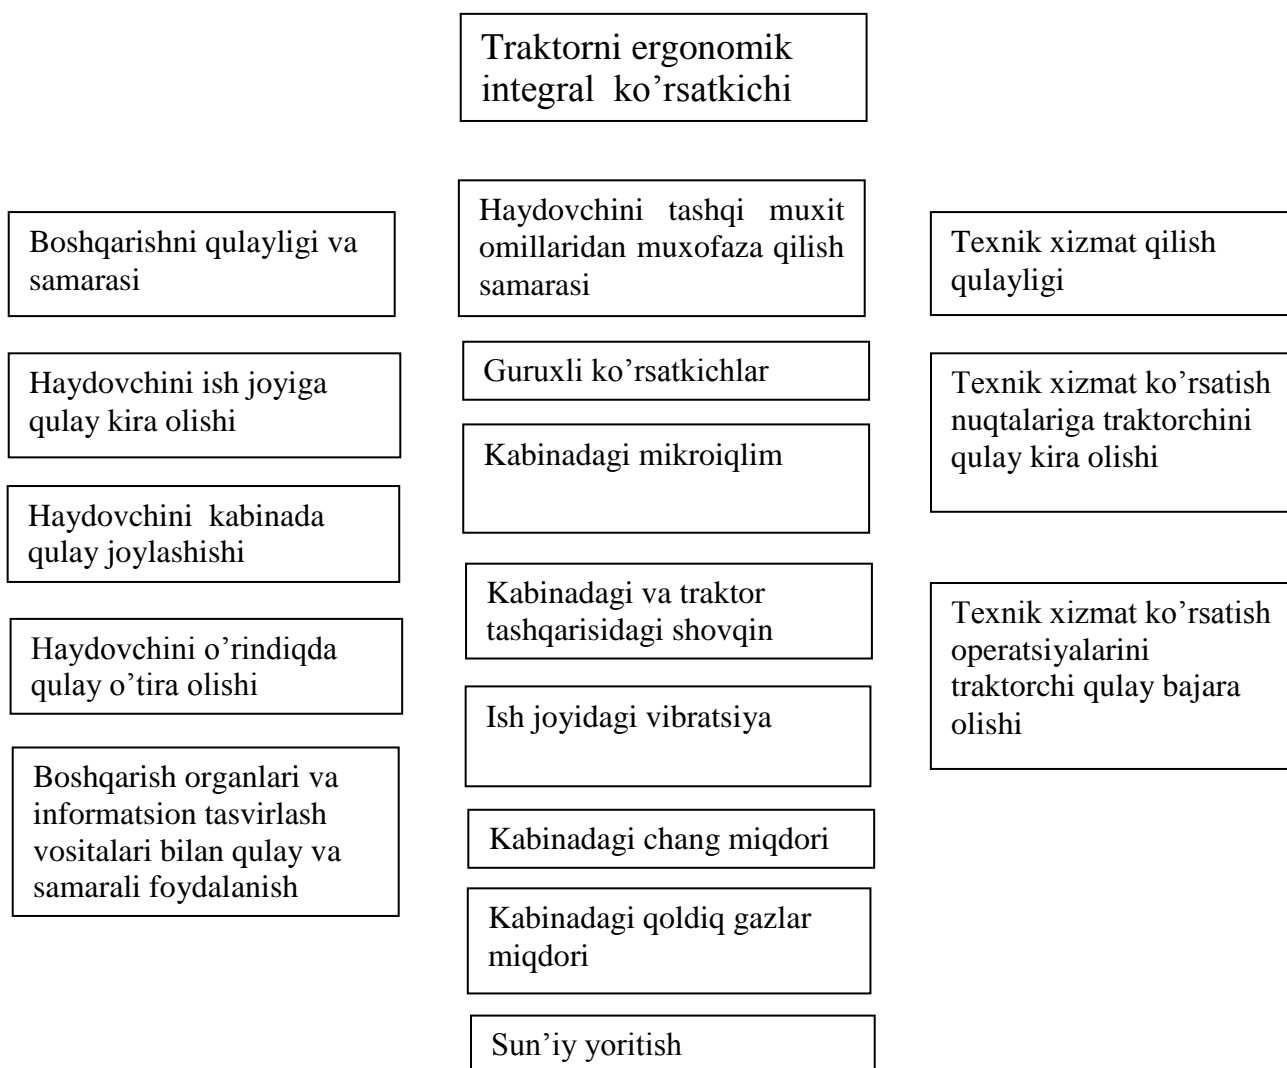 Traktorni ergonomik
integral ko’rsatkichi
Boshqarishni qulayligi va
samarasi
Haydovchini ish joyiga
qulay kira olishi
Haydovchini kabinada
qulay joylashishi
Haydovchini o’rindiqda
qulay o’tira olishi
Boshqarish organlari va
informatsion tasvirlash
vositalari bilan qulay va
samarali foydalanish
Haydovchini tashqi muxit
omillaridan muxofaza qilish
samarasi
Guruxli ko’rsatkichlar
Kabinadagi mikroiqlim
Kabinadagi va traktor
tashqarisidagi shovqin
Ish joyidagi vibratsiya
Kabinadagi chang miqdori
Kabinadagi qoldiq gazlar
miqdori
Sun’iy yoritish
Texnik xizmat qilish
qulayligi
Texnik xizmat ko’rsatish
nuqtalariga traktorchini
qulay kira olishi
Texnik xizmat ko’rsatish
operatsiyalarini
traktorchi qulay bajara
olishi